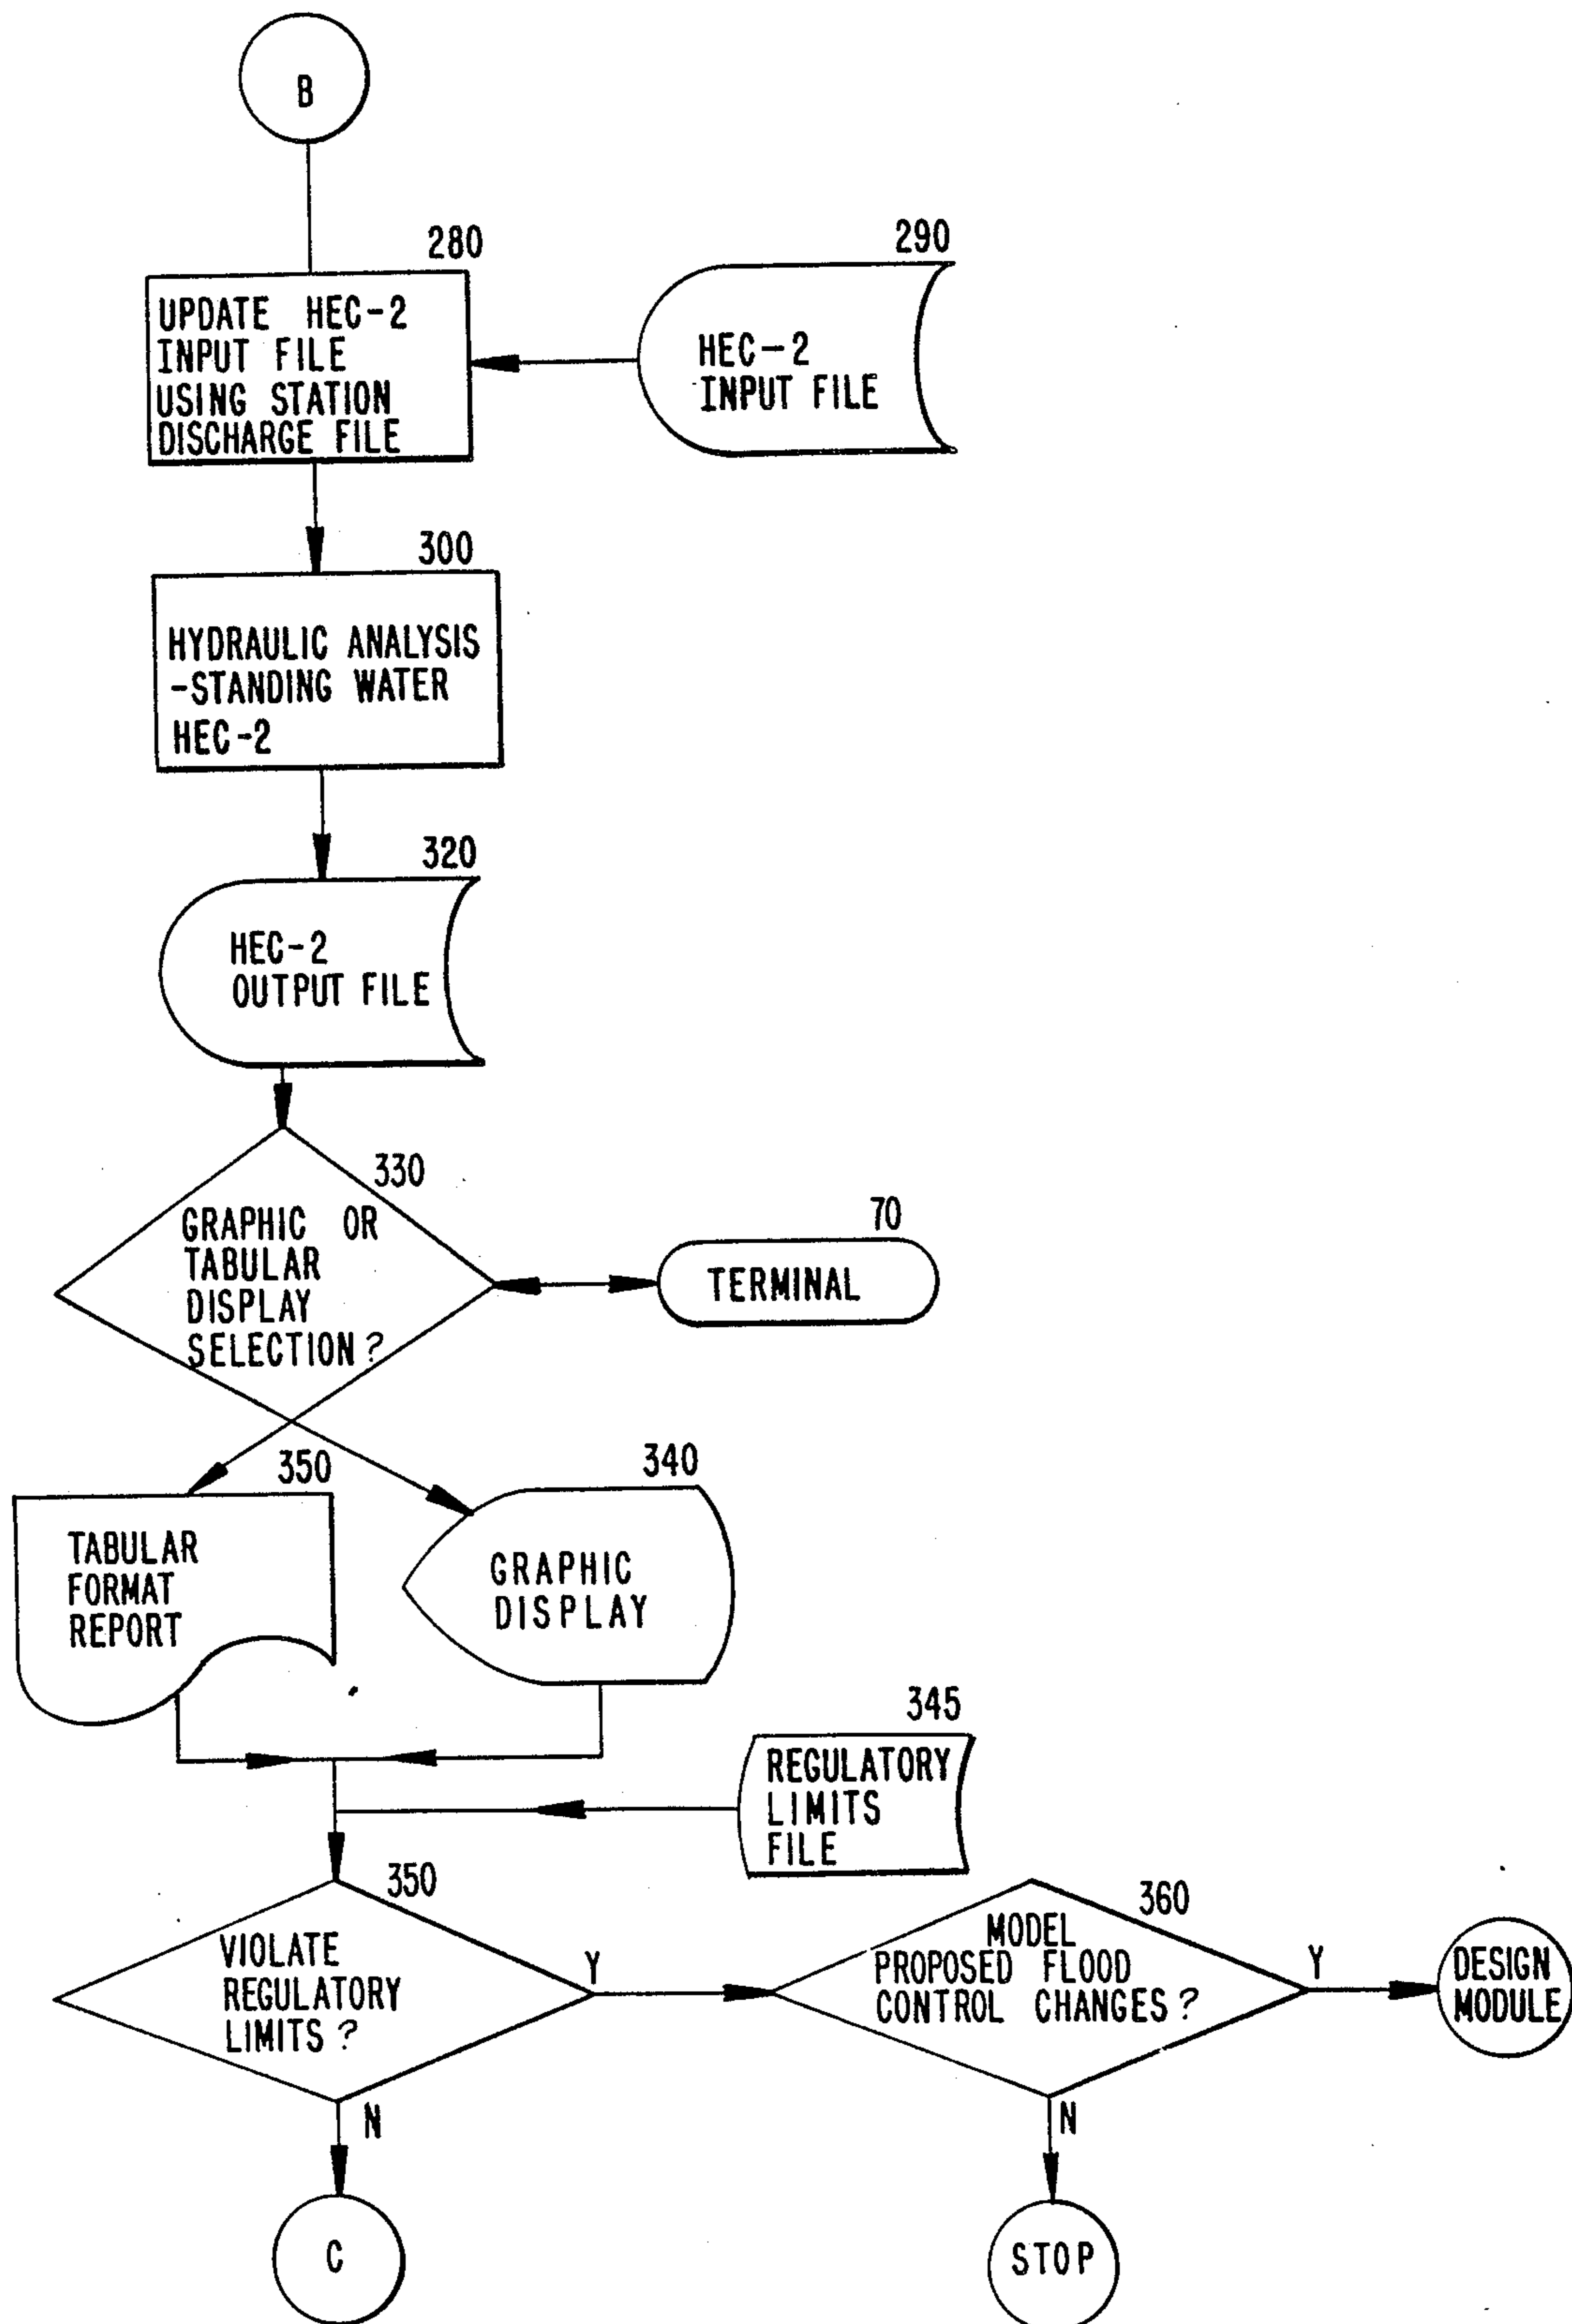 B
280
UPDATE HEC-2
INPUT FILE
USING STATION
DISCHARGE FILE
290
HEC-2
INPUT FILE
300
HYDRAULIC ANALYSIS
-STANDING WATER
HEC-2
320
HEC-2
OUTPUT FILE
330
GRAPHIC OR
TABULAR
DISPLAY
SELECTION?
70
TERMINAL
350
TABULAR
FORMAT
REPORT
340
GRAPHIC
DISPLAY
345
REGULATORY
LIMITS
FILE
350
VIOLATE
REGULATORY
LIMITS?
Y
N
360
MODEL
PROPOSED FLOOD
CONTROL CHANGES?
Y
DESIGN
MODULE
N
C
STOP